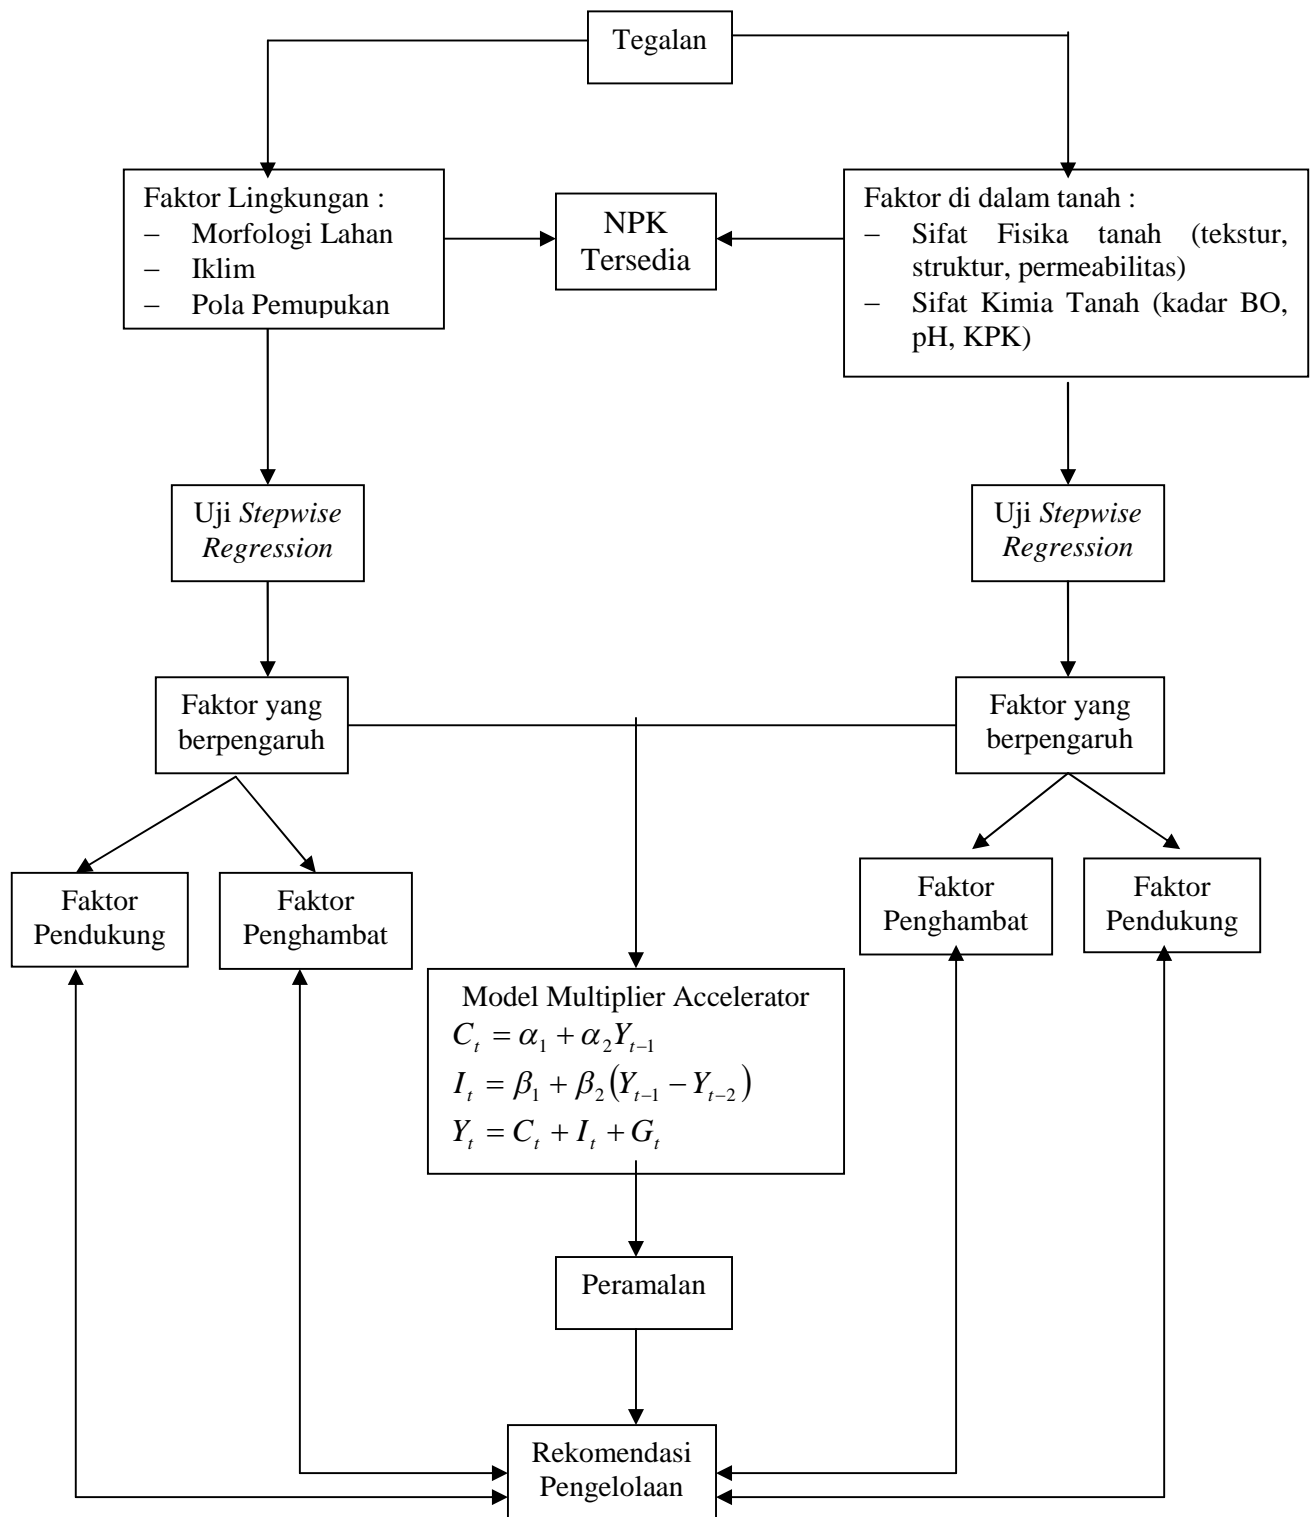 Tegalan
Faktor Lingkungan :
– Morfologi Lahan
– Iklim
– Pola Pemupukan
NPK
Tersedia
Faktor di dalam tanah :
– Sifat Fisika tanah (tekstur,
struktur, permeabilitas)
– Sifat Kimia Tanah (kadar BO,
pH, KPK)
Uji Stepwise
Regression
Uji Stepwise
Regression
Faktor yang
berpengaruh
Faktor yang
berpengaruh
Faktor
Pendukung
Faktor
Penghambat
Faktor
Penghambat
Faktor
Pendukung
Model Multiplier Accelerator
C_t = α_1 + α_2 Y_{t−1}
I_t = β_1 + β_2 (Y_{t−1} − Y_{t−2})
Y_t = C_t + I_t + G_t
Peramalan
Rekomendasi
Pengelolaan